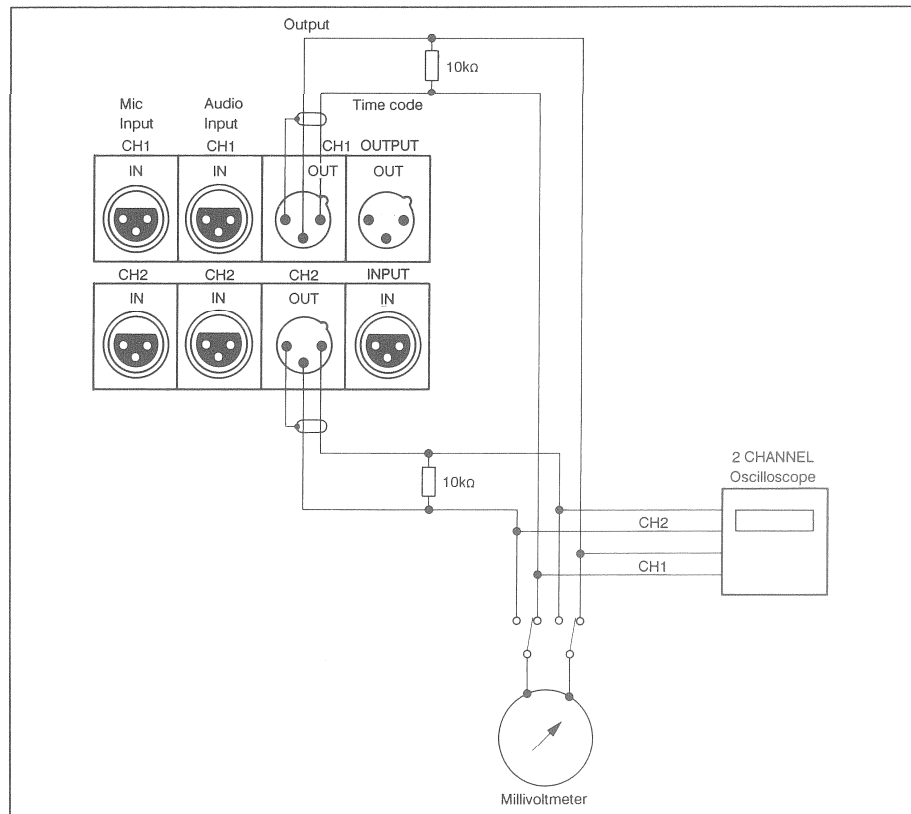 Output
10kΩ
Mic Input
Audio Input
Time code
CH1
CH1
CH1
OUTPUT
IN
IN
OUT
OUT
CH2
CH2
CH2
INPUT
IN
IN
OUT
IN
10kΩ
2 CHANNEL
Oscilloscope
CH2
CH1
Millivoltmeter